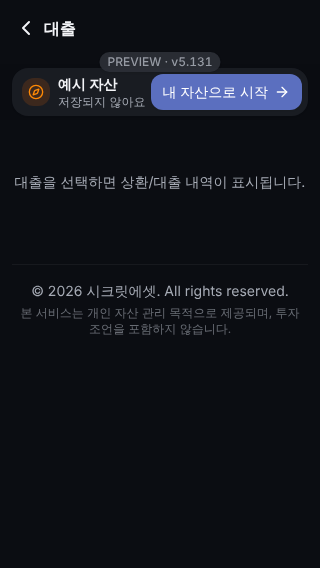 대출
PREVIEW · v5.131
예시 자산
저장되지 않아요
내 자산으로 시작
대출을 선택하면 상환/대출 내역이 표시됩니다.
© 2026 시크릿에셋. All rights reserved.
본 서비스는 개인 자산 관리 목적으로 제공되며, 투자
조언을 포함하지 않습니다.